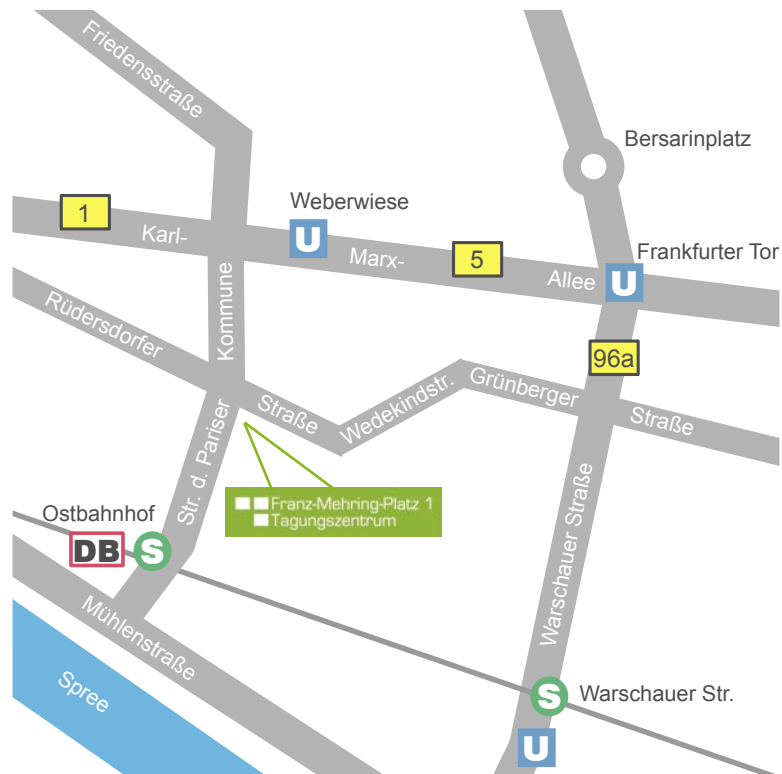 Friedensstraße
Bersarinplatz
Weberwiese
1
Karl-
U
Marx-
5
Allee
U
Frankfurter Tor
Rüdersdorfer
Kommune
96a
Straße
Wedekindstr.
Grünberger
Straße
Str. d. Pariser
Franz-Mehring-Platz 1
Tagungszentrum
Ostbahnhof
DB
S
Warschauer Straße
Mühlenstraße
Spree
S
Warschauer Str.
U